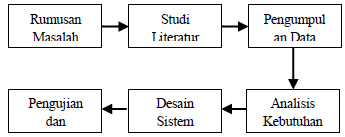 Rumusan
Masalah
Studi
Literatur
Pengumpul
an Data
Analisis
Kebutuhan
Desain
Sistem
Pengujian
dan